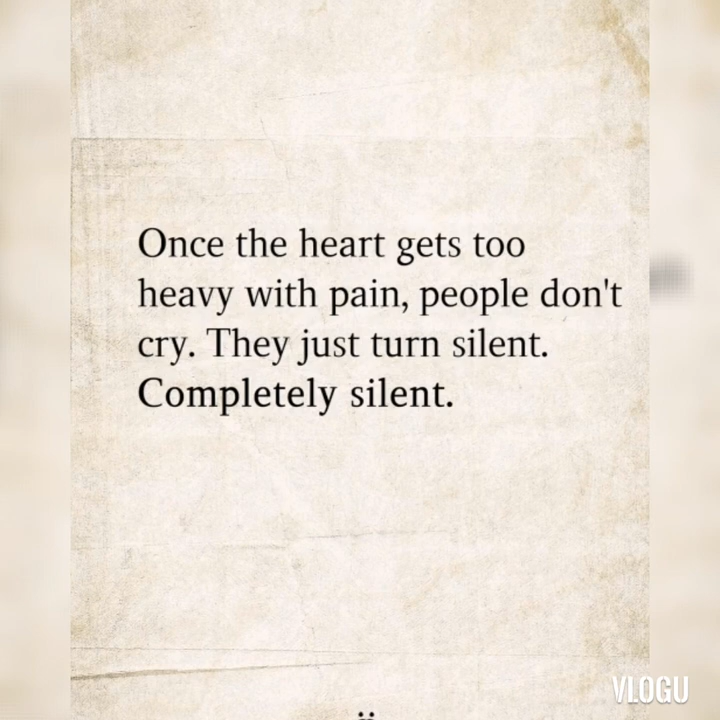 Once the heart gets too
heavy with pain, people don't
cry. They just turn silent.
Completely silent.
VLOGU